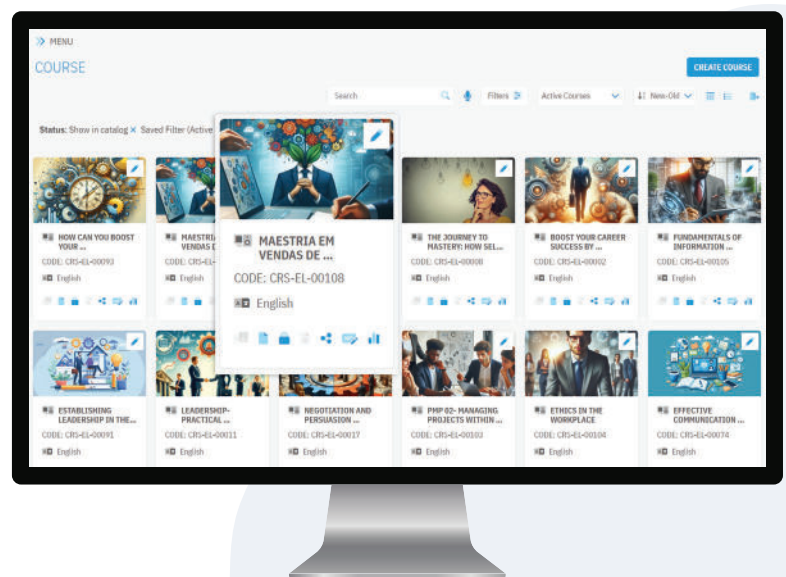 MENU
COURSE
CREATE COURSE
Search
Filters
Active Courses
New-Old
Status: Show in catalog × Saved Filter (Active
HOW CAN YOU BOOST
YOUR ...
CODE: CRS-EL-00093
English
MAESTRI
VENDAS D
CODE: CRS-EL-
MAESTRIA EM
VENDAS DE ...
CODE: CRS-EL-00108
English
THE JOURNEY TO
MASTERY: HOW SEL...
CODE: CRS-EL-00008
English
BOOST YOUR CAREER
SUCCESS BY ...
CODE: CRS-EL-00002
English
FUNDAMENTALS OF
INFORMATION ...
CODE: CRS-EL-00105
English
ESTABLISHING
LEADERSHIP IN THE...
CODE: CRS-EL-00091
English
LEADERSHIP-
PRACTICAL ...
CODE: CRS-EL-00011
English
NEGOTIATION AND
PERSUASION ...
CODE: CRS-EL-00017
English
PMP 02- MANAGING
PROJECTS WITHIN ...
CODE: CRS-EL-00103
English
ETHICS IN THE
WORKPLACE
CODE: CRS-EL-00104
English
EFFECTIVE
COMMUNICATION ...
CODE: CRS-EL-00074
English